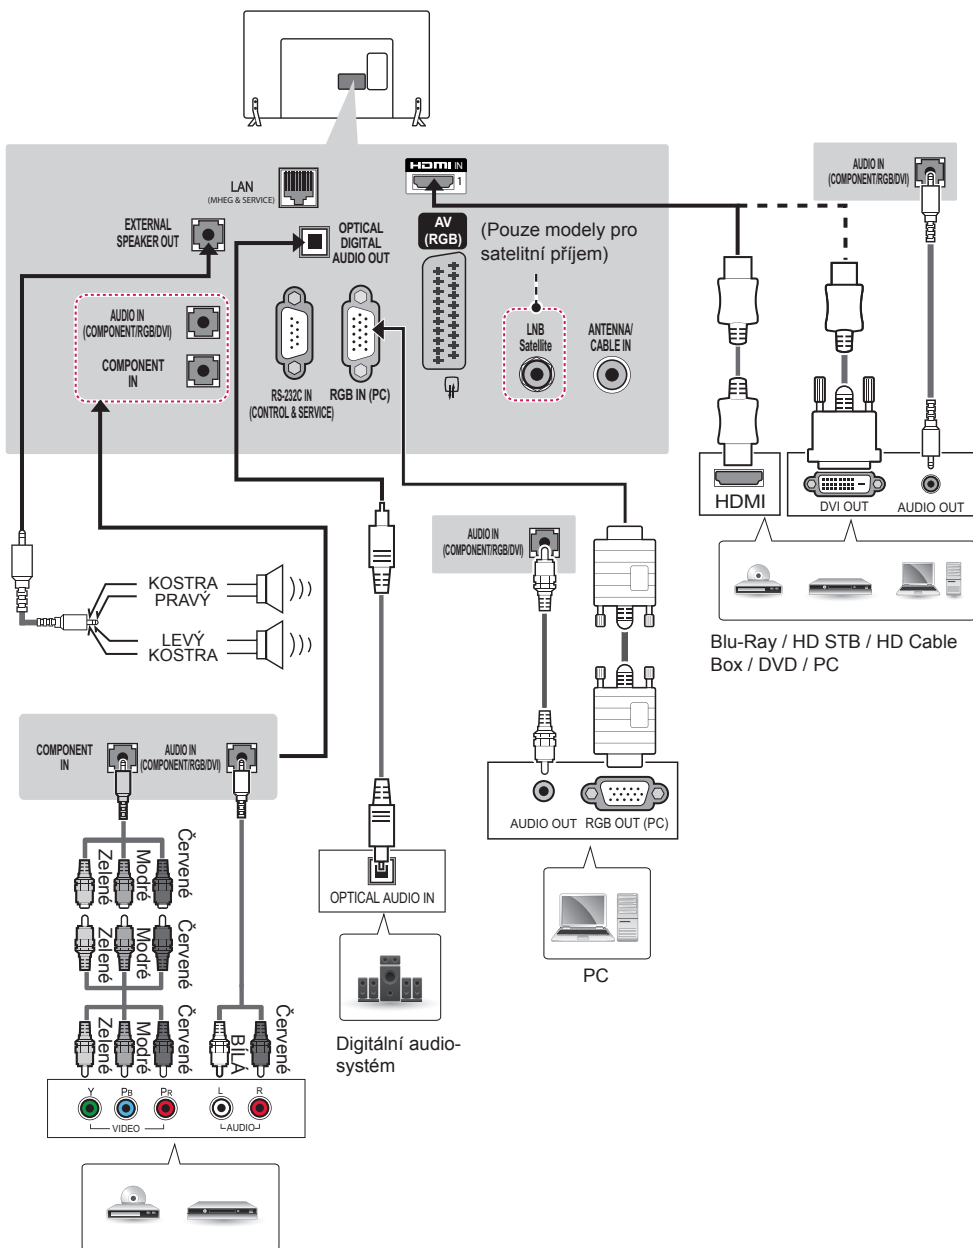 HDMI IN
1
LAN
(MHEG & SERVICE)
EXTERNAL
SPEAKER OUT
OPTICAL
DIGITAL
AUDIO OUT
AV
(RGB)
(Pouze modely pro
satelitní příjem)
AUDIO IN
(COMPONENT/RGB/DVI)
AUDIO IN
(COMPONENT/RGB/DVI)
COMPONENT
IN
RS-232C IN
(CONTROL & SERVICE)
RGB IN (PC)
LNB
Satellite
ANTENNA/
CABLE IN
HDMI
DVI OUT
AUDIO OUT
Blu-Ray / HD STB / HD Cable
Box / DVD / PC
AUDIO IN
(COMPONENT/RGB/DVI)
KOSTRA
PRAVÝ
LEVÝ
KOSTRA
COMPONENT
IN
AUDIO IN
(COMPONENT/RGB/DVI)
AUDIO OUT
RGB OUT (PC)
PC
OPTICAL AUDIO IN
Digitální audio-
systém
Zelené
Modré
Červené
Zelené
Modré
Červené
Zelené
Modré
Červené
BÍLÁ
Červené
Y
PB
PR
L
R
VIDEO
AUDIO